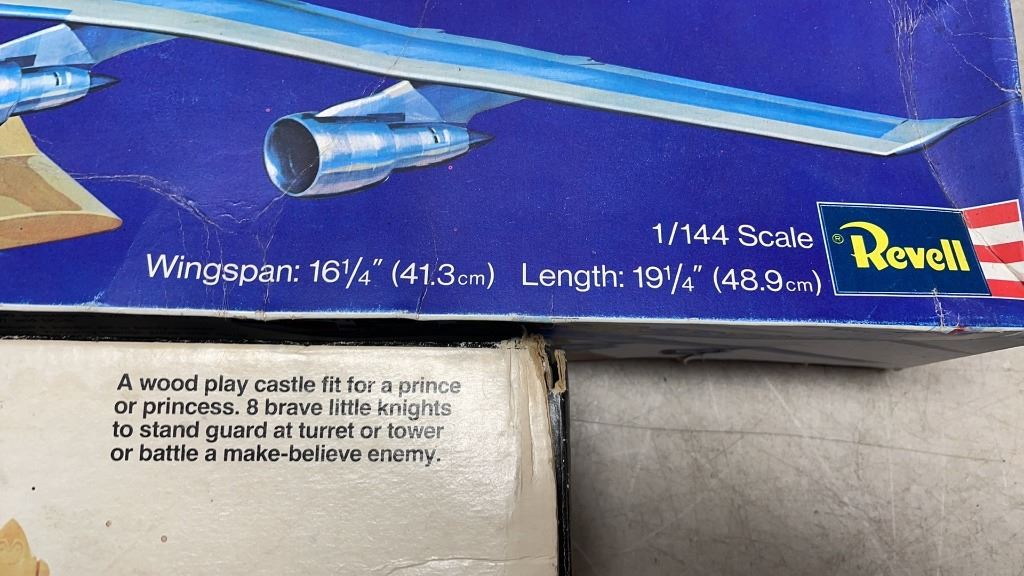 1/144 Scale
® Revell
Wingspan: 16¼" (41.3cm) Length: 19¼" (48.9cm)
A wood play castle fit for a prince
or princess. 8 brave little knights
to stand guard at turret or tower
or battle a make-believe enemy.